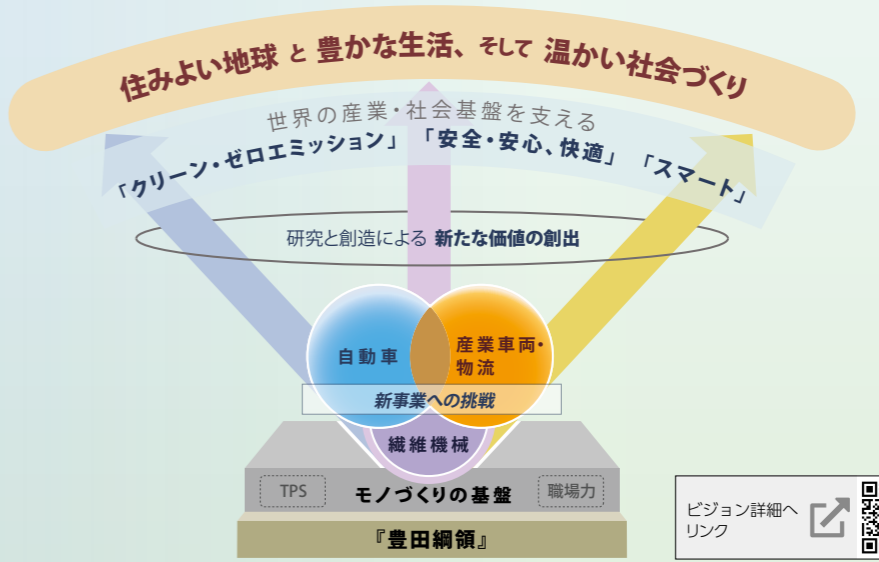 住みよい地球 と 豊かな生活、そして 温かい社会づくり
世界の産業・社会基盤を支える
「クリーン・ゼロエミッション」 「安全・安心、快適」 「スマート」
研究と創造による 新たな価値の創出
自動車
産業車両・
物流
新事業への挑戦
繊維機械
TPS
モノづくりの基盤
職場力
『豊田綱領』
ビジョン詳細へ
リンク